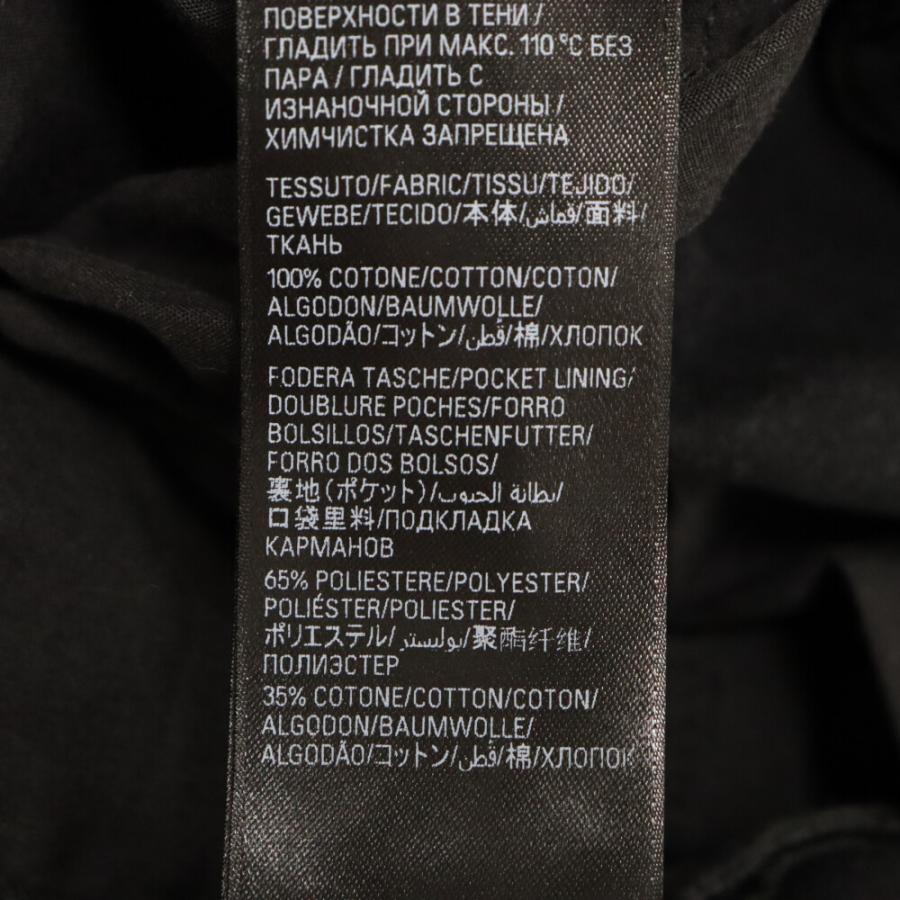 ПОВЕРХНОСТИ В ТЕНИ /
ГЛАДИТЬ ПРИ МАКС. 110 °C БЕЗ
ПАРА / ГЛАДИТЬ С
ИЗНАНОЧНОЙ СТОРОНЫ /
ХИМЧИСТКА ЗАПРЕЩЕНА
TESSUTO/FABRIC/TISSU/TEJIDO/
GEWEBE/TECIDO/本体/قماش/面料/
ТКАНЬ
100% COTONE/COTTON/COTON/
ALGODON/BAUMWOLLE/
ALGODÃO/コットン/قطن/棉/ХЛОПОК
FODERA TASCHE/POCKET LINING/
DOUBLURE POCHES/FORRO
BOLSILLOS/TASCHENFUTTER/
FORRO DOS BOLSOS/
裏地(ポケット)/بطانة الجيوب/
口袋里料/ПОДКЛАДКА
КАРМАНОВ
65% POLIESTERE/POLYESTER/
POLIÉSTER/POLIESTER/
ポリエステル/بوليستر/聚酯纤维/
ПОЛИЭСТЕР
35% COTONE/COTTON/COTON/
ALGODON/BAUMWOLLE/
ALGODÃO/コットン/قطن/棉/ХЛОПОК